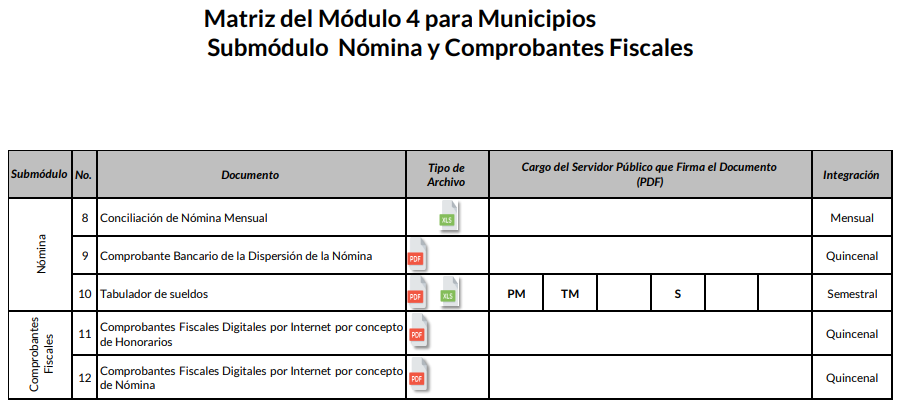 Matriz del Módulo 4 para Municipios
Submódulo Nómina y Comprobantes Fiscales
Submódulo No. Documento Tipo de Archivo Cargo del Servidor Público que Firma el Documento (PDF) Integración
Nómina
8 Conciliación de Nómina Mensual XLS Mensual
9 Comprobante Bancario de la Dispersión de la Nómina PDF Quincenal
10 Tabulador de sueldos PDF XLS PM TM S Semestral
Comprobantes Fiscales
11 Comprobantes Fiscales Digitales por Internet por concepto
de Honorarios PDF Quincenal
12 Comprobantes Fiscales Digitales por Internet por concepto
de Nómina PDF Quincenal